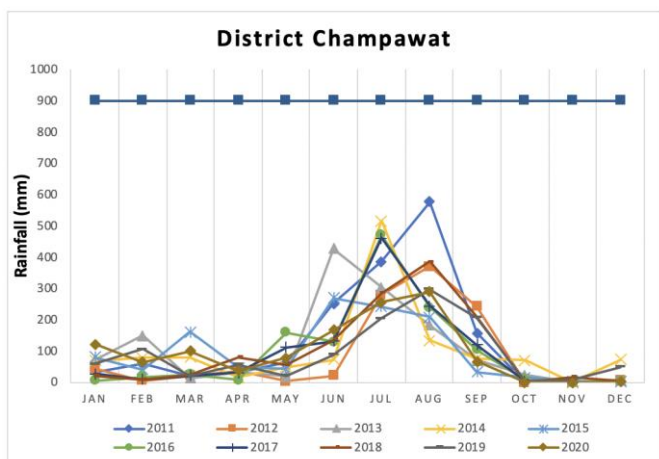 District Champawat
Rainfall (mm)
1000
900
800
700
600
500
400
300
200
100
0
JAN FEB MAR APR MAY JUN JUL AUG SEP OCT NOV DEC
2011 2012 2013 2014 2015
2016 2017 2018 2019 2020